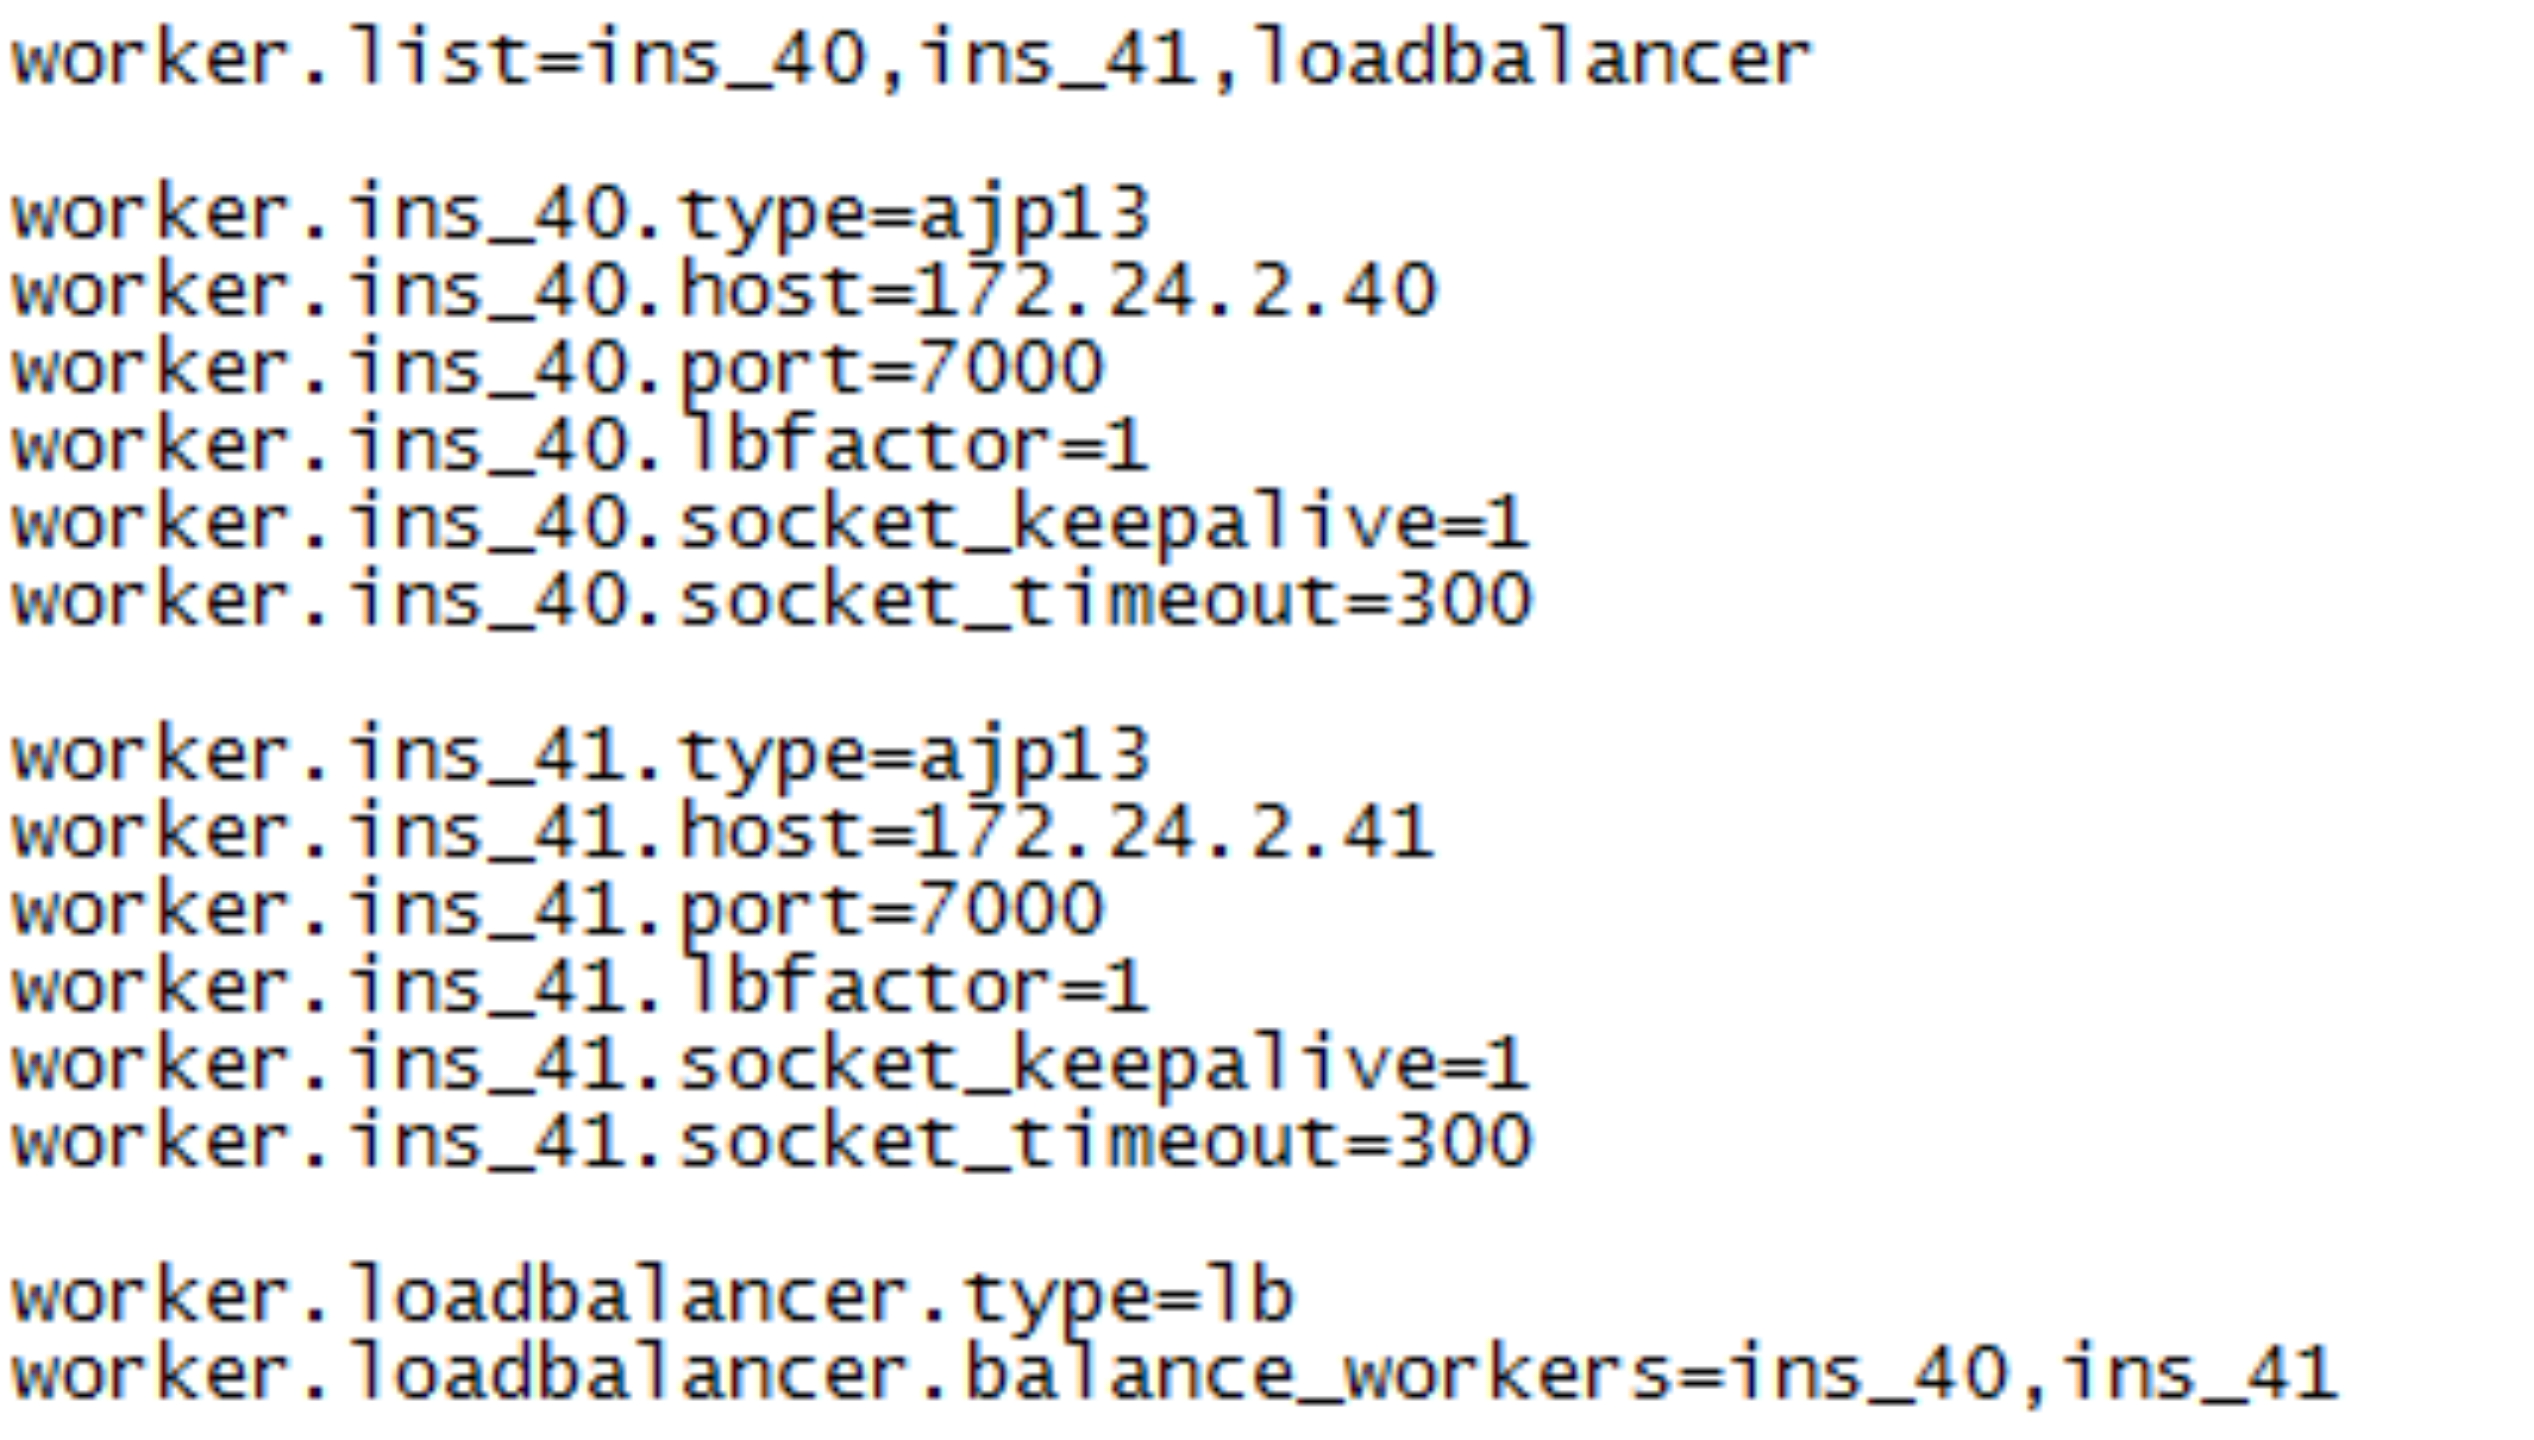 worker.list=ins_40,ins_41,loadbalancer
worker.ins_40.type=ajp13
worker.ins_40.host=172.24.2.40
worker.ins_40.port=7000
worker.ins_40.lbfactor=1
worker.ins_40.socket_keepalive=1
worker.ins_40.socket_timeout=300
worker.ins_41.type=ajp13
worker.ins_41.host=172.24.2.41
worker.ins_41.port=7000
worker.ins_41.lbfactor=1
worker.ins_41.socket_keepalive=1
worker.ins_41.socket_timeout=300
worker.loadbalancer.type=lb
worker.loadbalancer.balance_workers=ins_40,ins_41